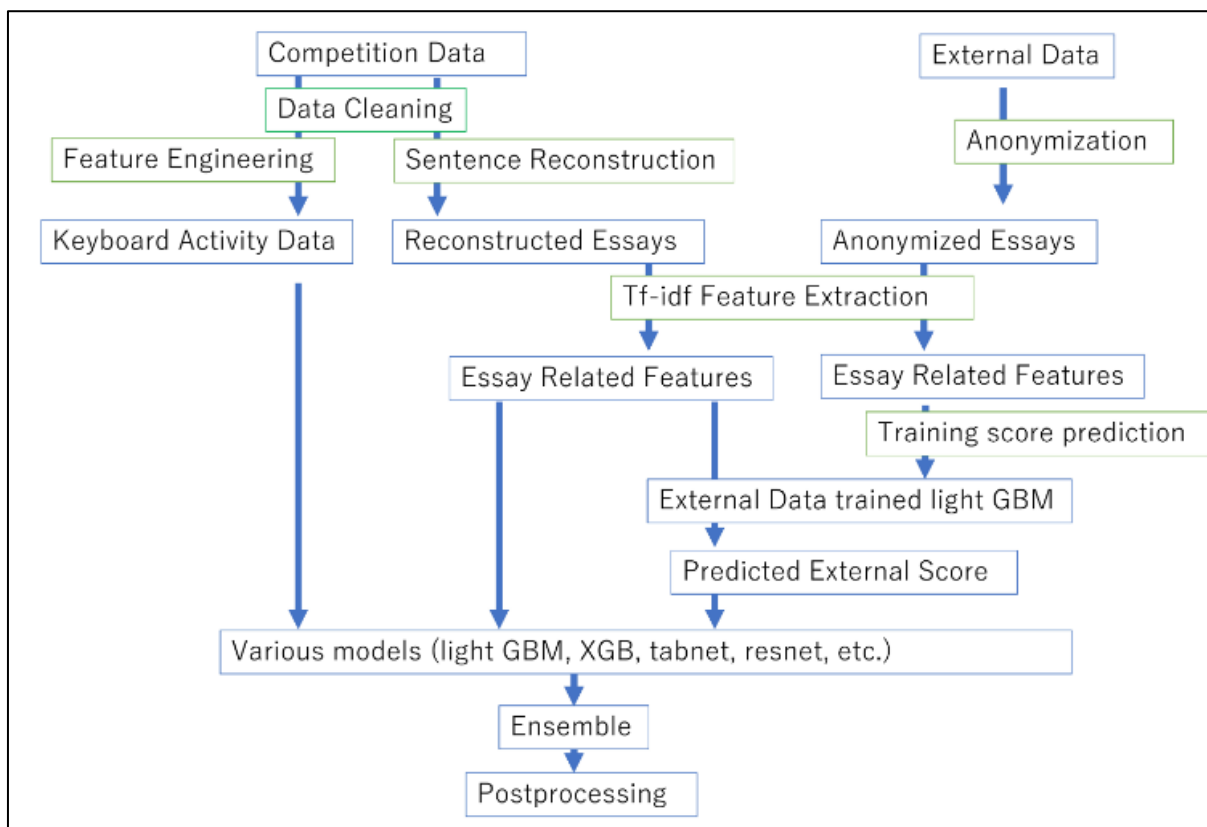 Competition Data
External Data
Data Cleaning
Anonymization
Feature Engineering
Sentence Reconstruction
Keyboard Activity Data
Reconstructed Essays
Anonymized Essays
Tf-idf Feature Extraction
Essay Related Features
Essay Related Features
Training score prediction
External Data trained light GBM
Predicted External Score
Various models (light GBM, XGB, tabnet, resnet, etc.)
Ensemble
Postprocessing